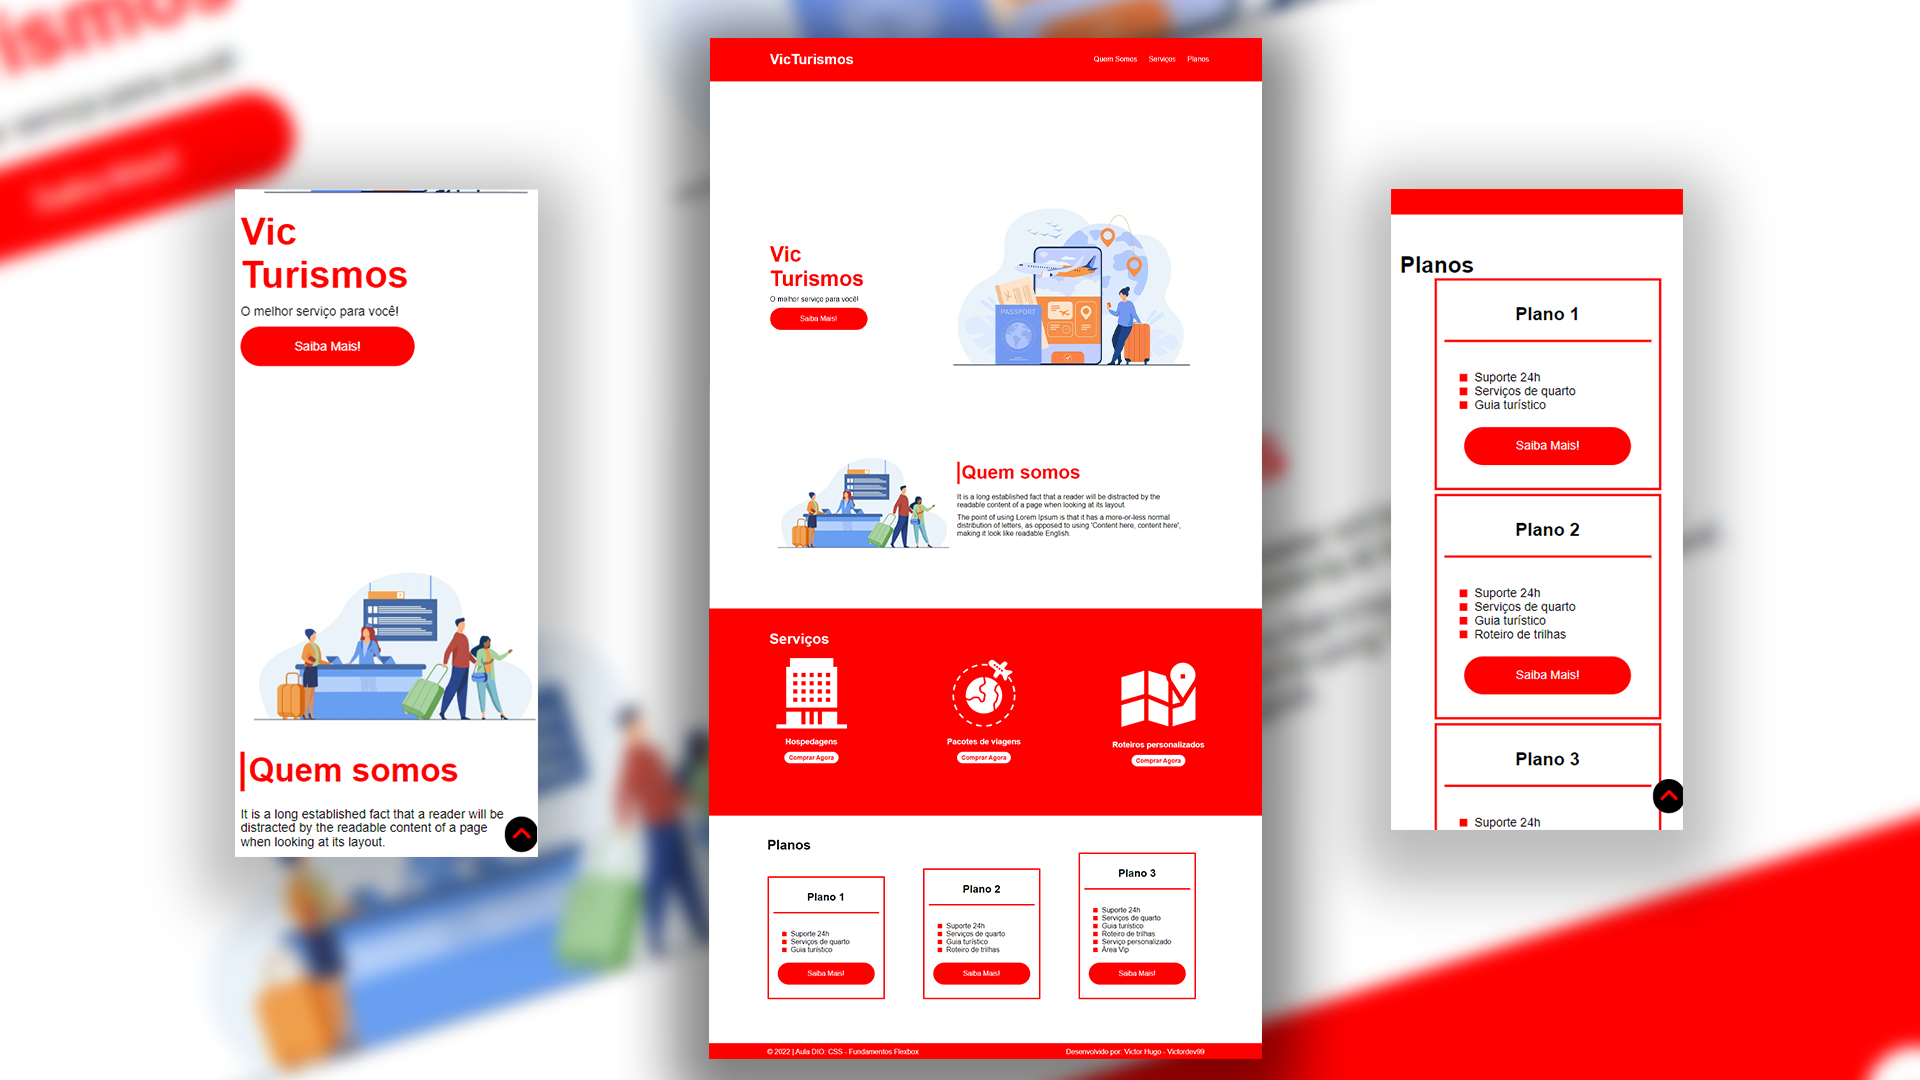 Vic
Turismos
O melhor serviço para você!
Saiba Mais!
Quem somos
It is a long established fact that a reader will be
distracted by the readable content of a page
when looking at its layout.
VicTurismos
Quem Somos Serviços Planos
Vic
Turismos
O melhor serviço para você!
Saiba Mais!
PASSPORT
Quem somos
It is a long established fact that a reader will be distracted by the
readable content of a page when looking at its layout.
The point of using Lorem Ipsum is that it has a more-or-less normal
distribution of letters, as opposed to using 'Content here, content here',
making it look like readable English.
Serviços
Hospedagens
Comprar Agora
Pacotes de viagens
Comprar Agora
Roteiros personalizados
Comprar Agora
Planos
Plano 1
Suporte 24h
Serviços de quarto
Guia turístico
Saiba Mais!
Plano 2
Suporte 24h
Serviços de quarto
Guia turístico
Roteiro de trilhas
Saiba Mais!
Plano 3
Suporte 24h
Serviços de quarto
Guia turístico
Roteiro de trilhas
Serviço personalizado
Área Vip
Saiba Mais!
© 2022 | Aula DIO: CSS - Fundamentos Flexbox
Desenvolvido por: Victor Hugo - Victordev99
Planos
Plano 1
Suporte 24h
Serviços de quarto
Guia turístico
Saiba Mais!
Plano 2
Suporte 24h
Serviços de quarto
Guia turístico
Roteiro de trilhas
Saiba Mais!
Plano 3
Suporte 24h